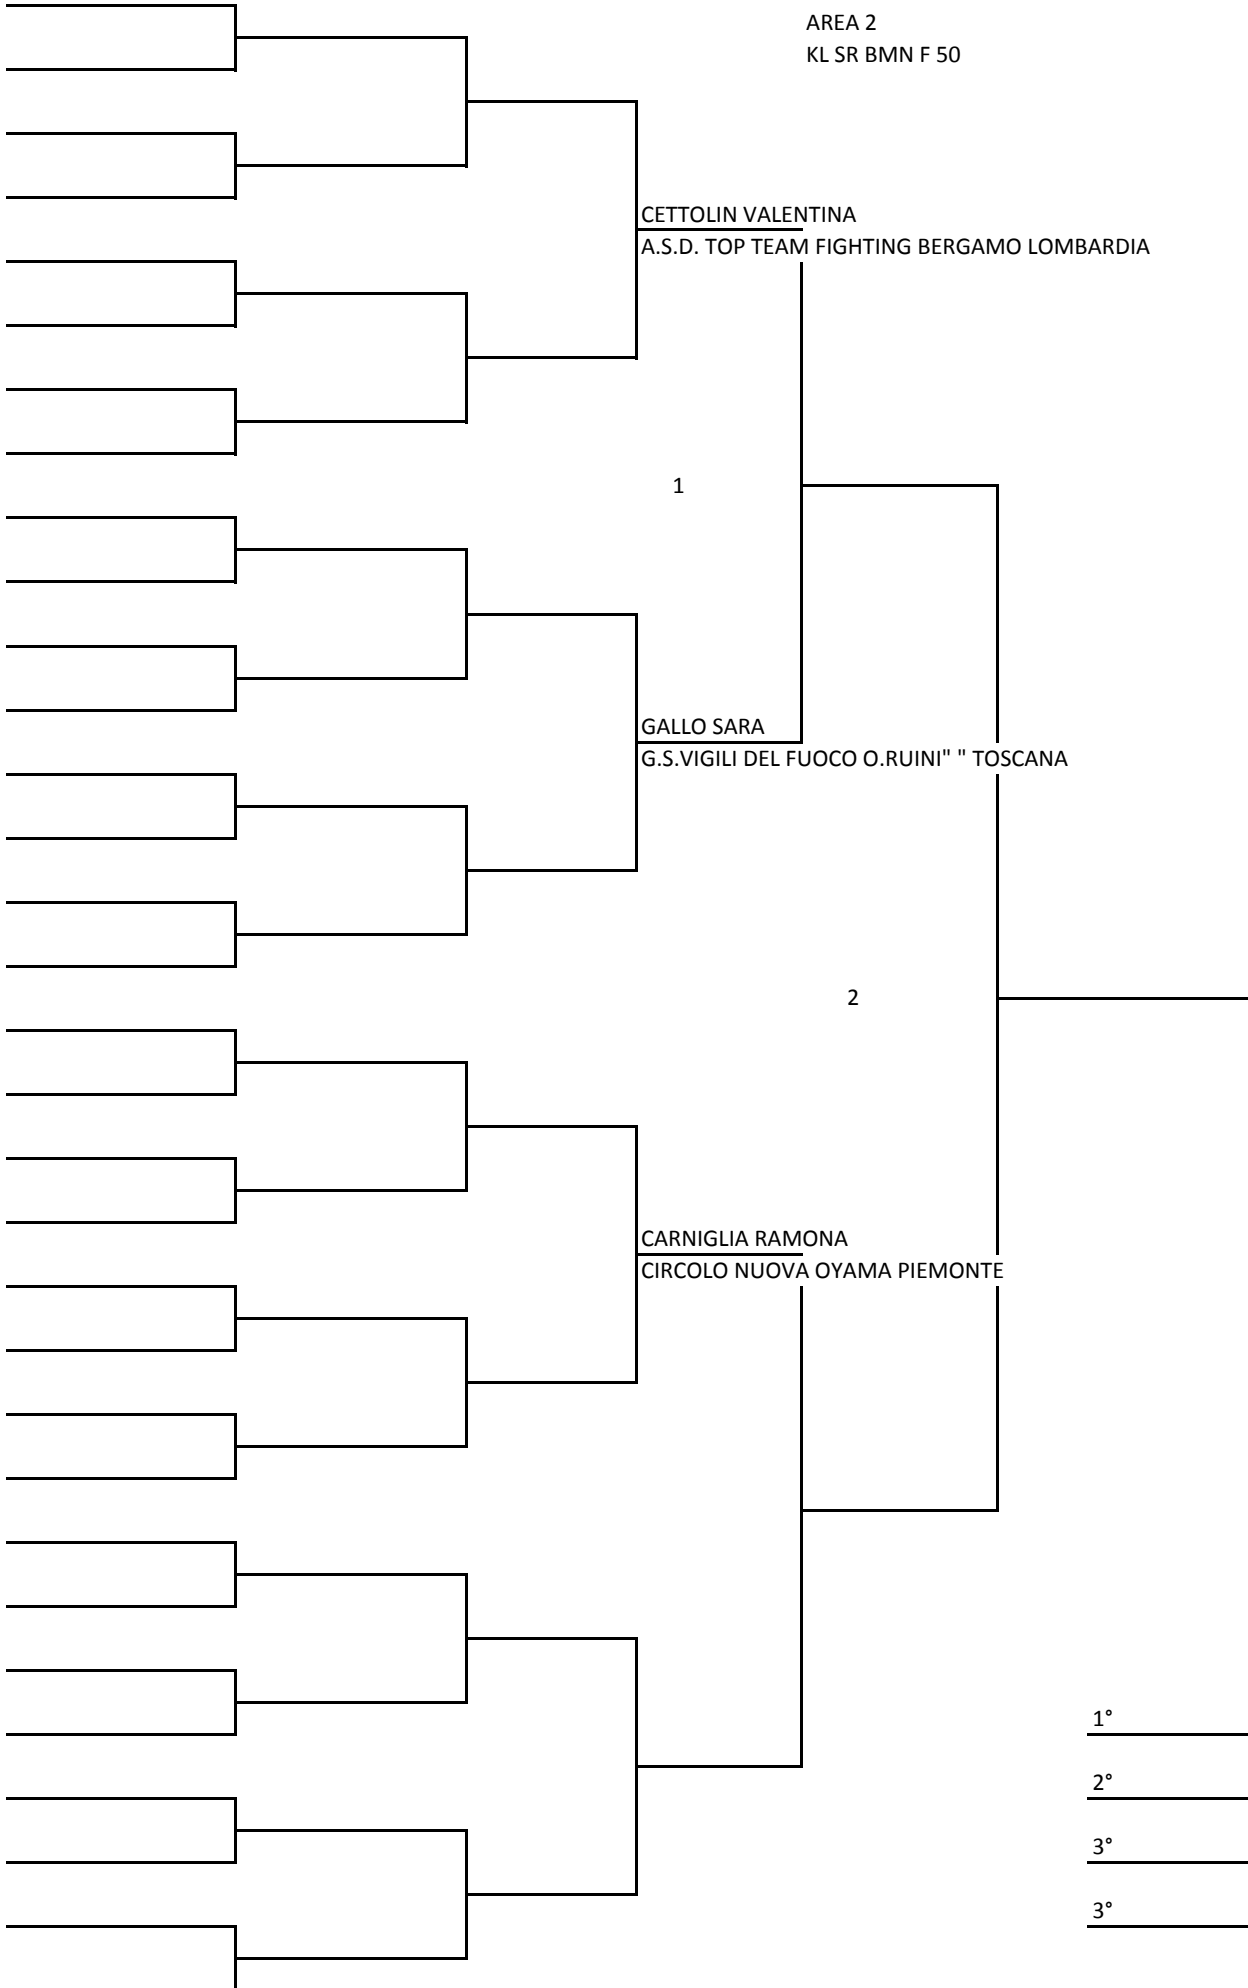 AREA 2
KL SR BMN F 50
CETTOLIN VALENTINA
A.S.D. TOP TEAM FIGHTING BERGAMO LOMBARDIA
1
GALLO SARA
G.S.VIGILI DEL FUOCO O.RUINI" " TOSCANA
2
CARNIGLIA RAMONA
CIRCOLO NUOVA OYAMA PIEMONTE
1°
2°
3°
3°